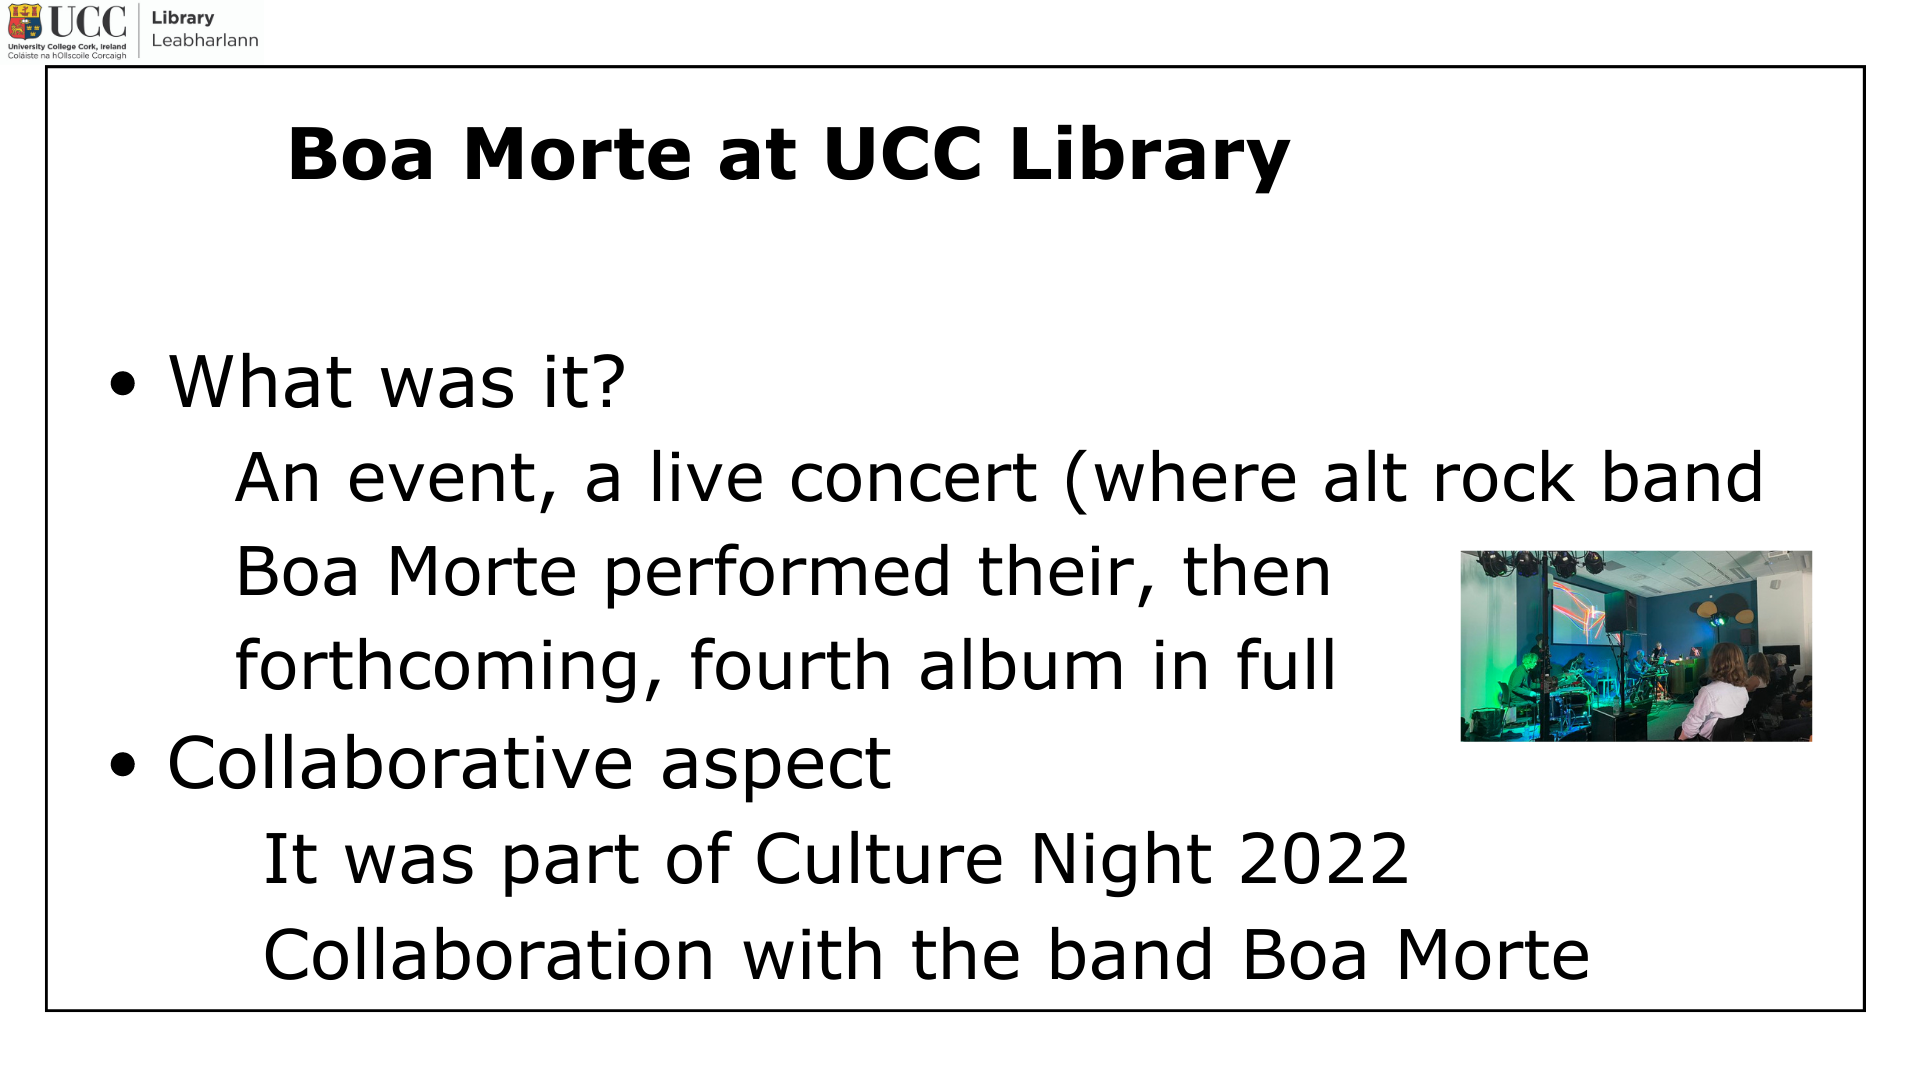 UCC
University College Cork, Ireland
Coláiste na hOllscoile Corcaigh
Library
Leabharlann
Boa Morte at UCC Library
• What was it?
An event, a live concert (where alt rock band
Boa Morte performed their, then
forthcoming, fourth album in full
• Collaborative aspect
It was part of Culture Night 2022
Collaboration with the band Boa Morte